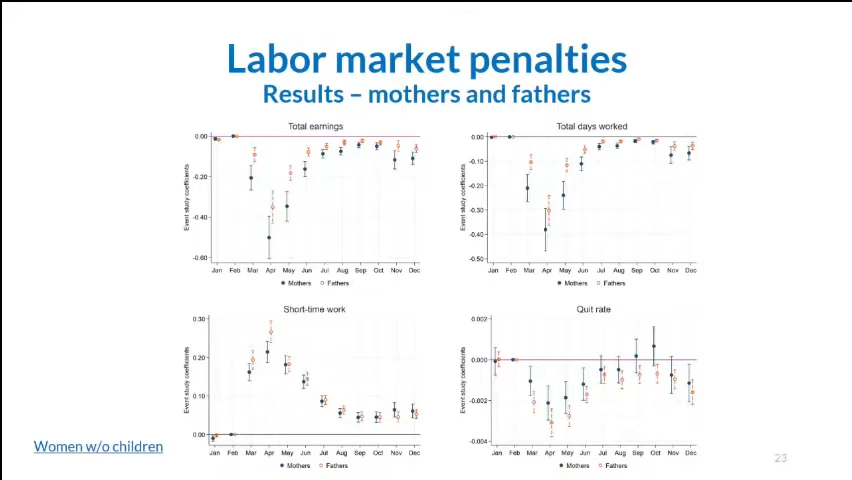 Labor market penalties
Results – mothers and fathers
Total earnings
Event study coefficients
0.00
-0.20
-0.40
-0.60
Jan Feb Mar Apr May Jun Jul Aug Sep Oct Nov Dec
Mothers Fathers
Total days worked
Event study coefficients
0.00
-0.10
-0.20
-0.30
-0.40
-0.50
Jan Feb Mar Apr May Jun Jul Aug Sep Oct Nov Dec
Mothers Fathers
Short-time work
Event study coefficients
0.30
0.20
0.10
0.00
Jan Feb Mar Apr May Jun Jul Aug Sep Oct Nov Dec
Mothers Fathers
Quit rate
Event study coefficients
0.002
0.000
-0.002
-0.004
Jan Feb Mar Apr May Jun Jul Aug Sep Oct Nov Dec
Mothers Fathers
Women w/o children
23